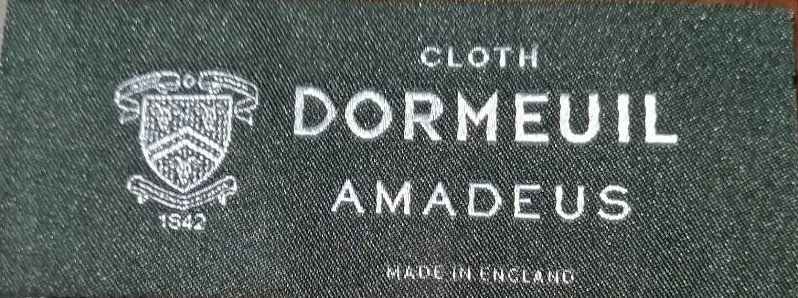 CLOTH
DORMEUIL
AMADEUS
1842
MADE IN ENGLAND